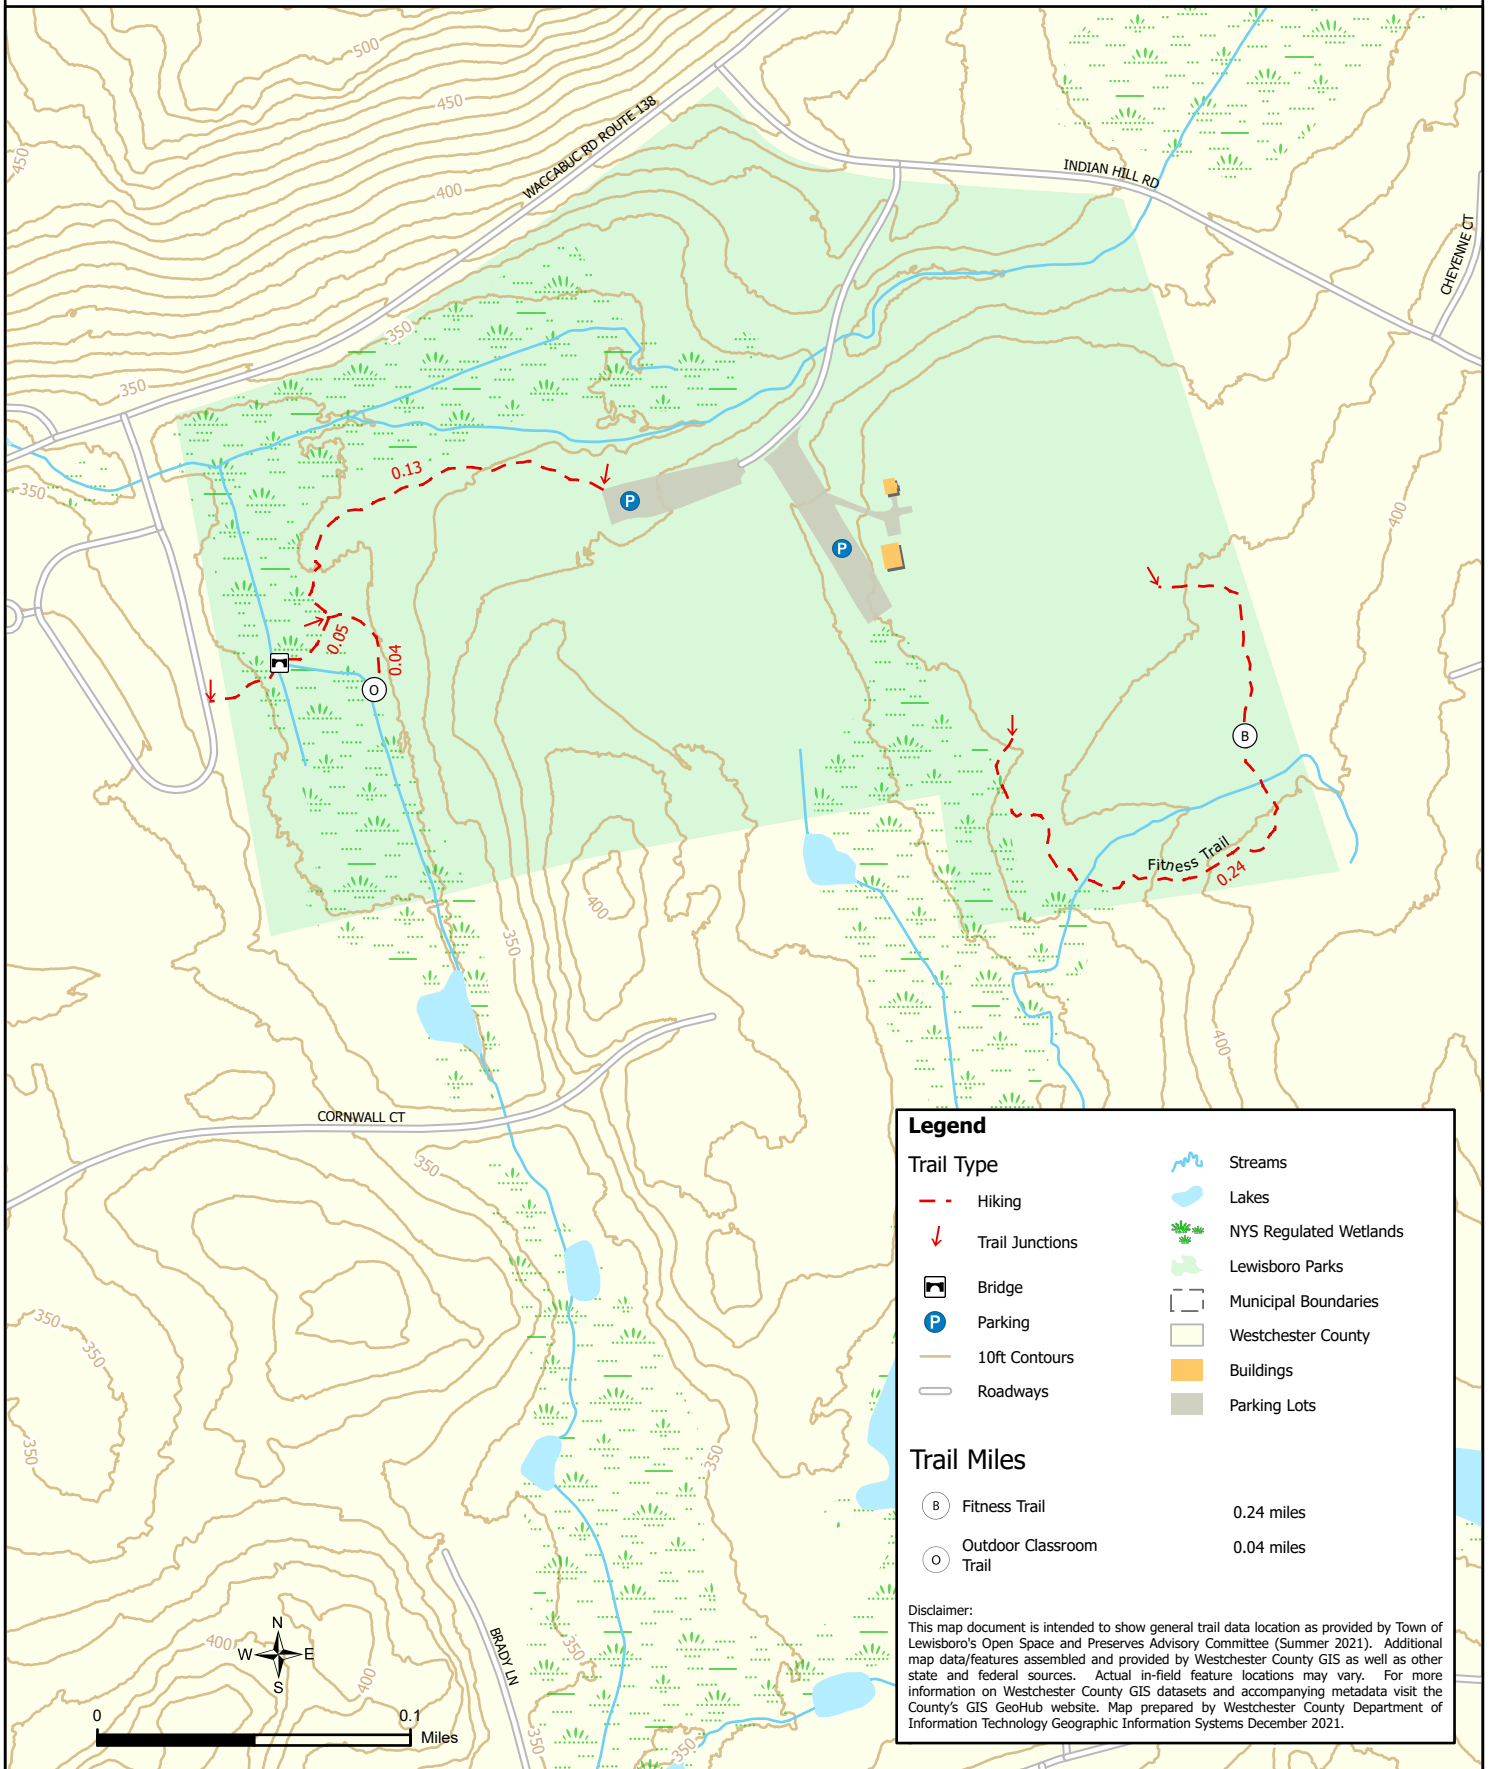 500
450
WACCABUC RD ROUTE 138
450
INDIAN HILL RD
400
CHEYENNE CT
350
350
0.13
350
P
400
P
0.05
0.04
O
B
Fitness Trail
0.24
400
350
400
CORNWALL CT
350
350
350
350
350
400
400
BRADY LN
350
350
350
N
W E
S
0 0.1
Miles
Legend
Trail Type
Hiking
Trail Junctions
Bridge
P Parking
10ft Contours
Roadways
Streams
Lakes
NYS Regulated Wetlands
Lewisboro Parks
Municipal Boundaries
Westchester County
Buildings
Parking Lots
Trail Miles
B Fitness Trail 0.24 miles
O Outdoor Classroom 0.04 miles
Trail
Disclaimer:
This map document is intended to show general trail data location as provided by Town of
Lewisboro's Open Space and Preserves Advisory Committee (Summer 2021). Additional
map data/features assembled and provided by Westchester County GIS as well as other
state and federal sources. Actual in-field feature locations may vary. For more
information on Westchester County GIS datasets and accompanying metadata visit the
County's GIS GeoHub website. Map prepared by Westchester County Department of
Information Technology Geographic Information Systems December 2021.